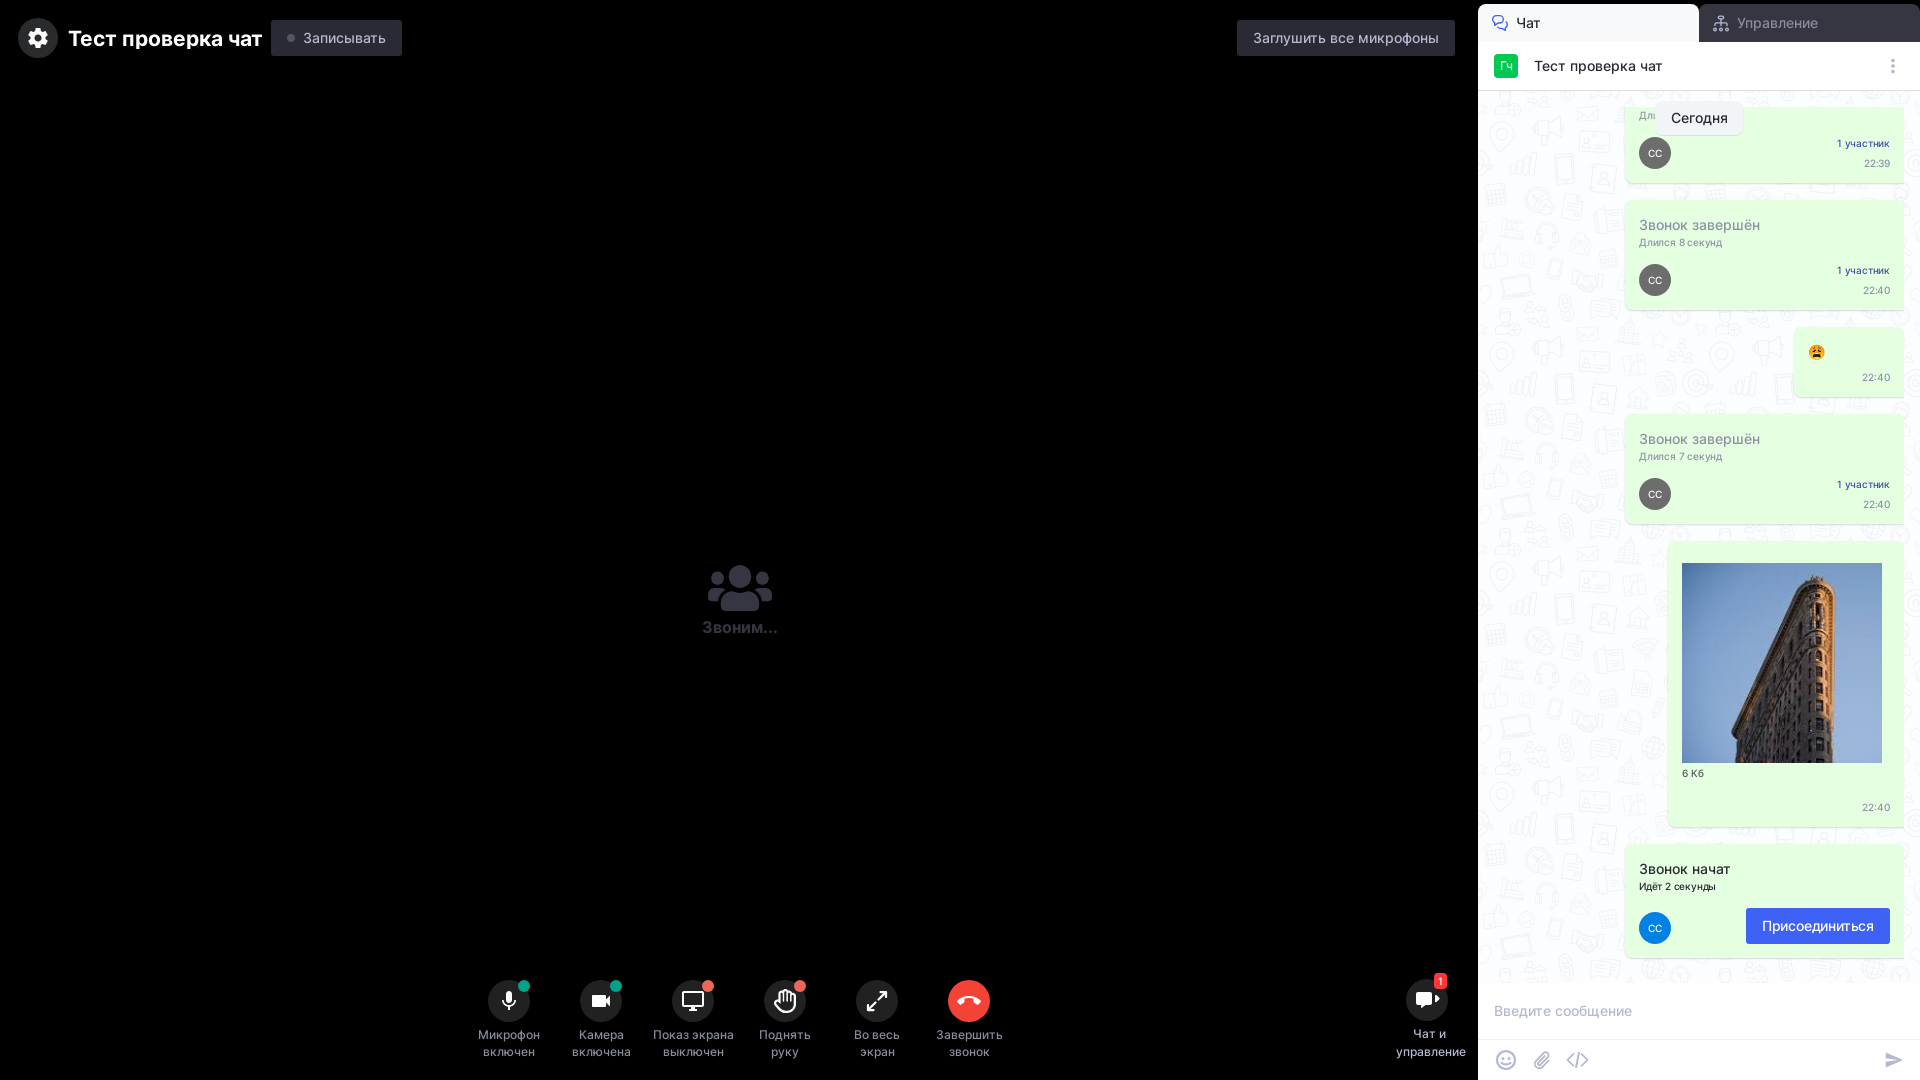 Тест проверка чат
Записывать
Заглушить все микрофоны
Чат
Управление
Гч
Тест проверка чат
Сегодня
СС
1 участник
22:39
Звонок завершён
Длился 8 секунд
СС
1 участник
22:40
22:40
Звонок завершён
Длился 7 секунд
СС
1 участник
22:40
6 Кб
22:40
Звонок начат
Идёт 2 секунды
СС
Присоединиться
Звоним...
Микрофон
включен
Камера
включена
Показ экрана
выключен
Поднять
руку
Во весь
экран
Завершить
звонок
1
Чат и
управление
Введите сообщение